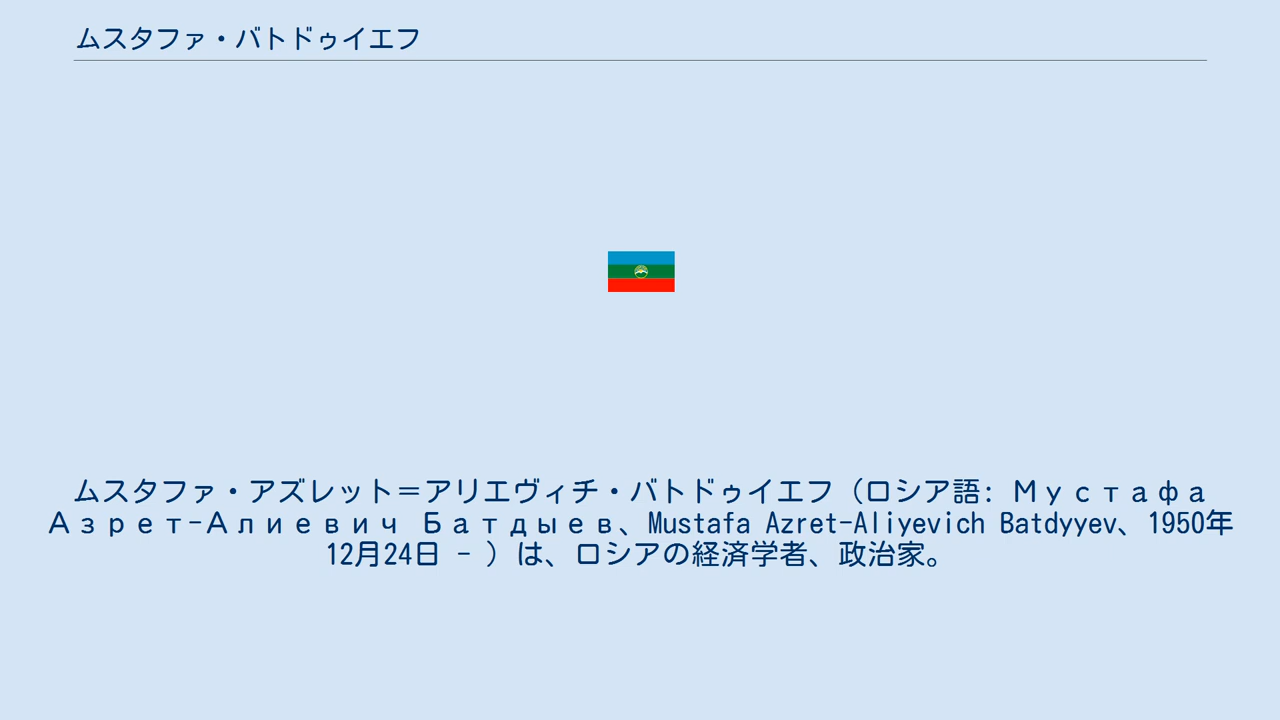 ムスタファ・バトドゥイエフ
ムスタファ・アズレット＝アリエヴィチ・バトドゥイエフ（ロシア語: Мустафа
Азрет-Алиевич Батдыев、Mustafa Azret-Aliyevich Batdyyev、1950年
12月24日 - ）は、ロシアの経済学者、政治家。